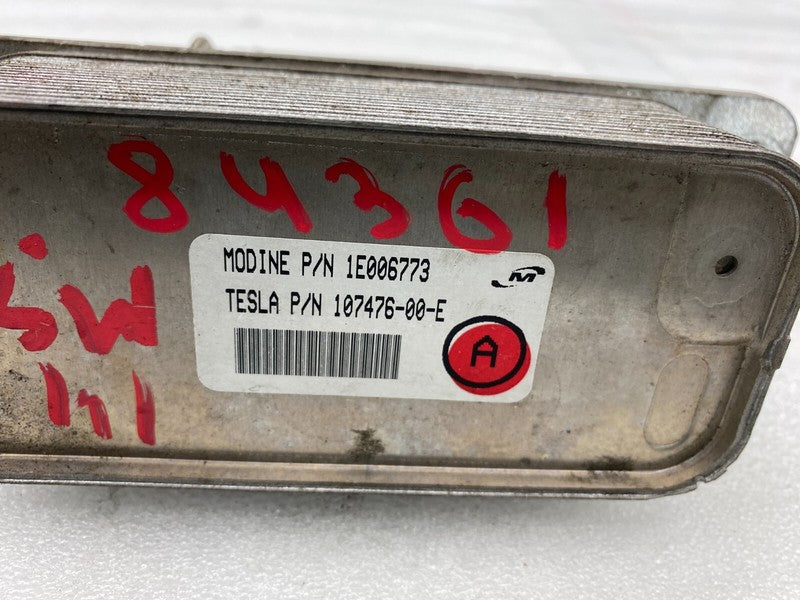 84361
MODINE P/N 1E006773
M
TESLA P/N 107476-00-E
A